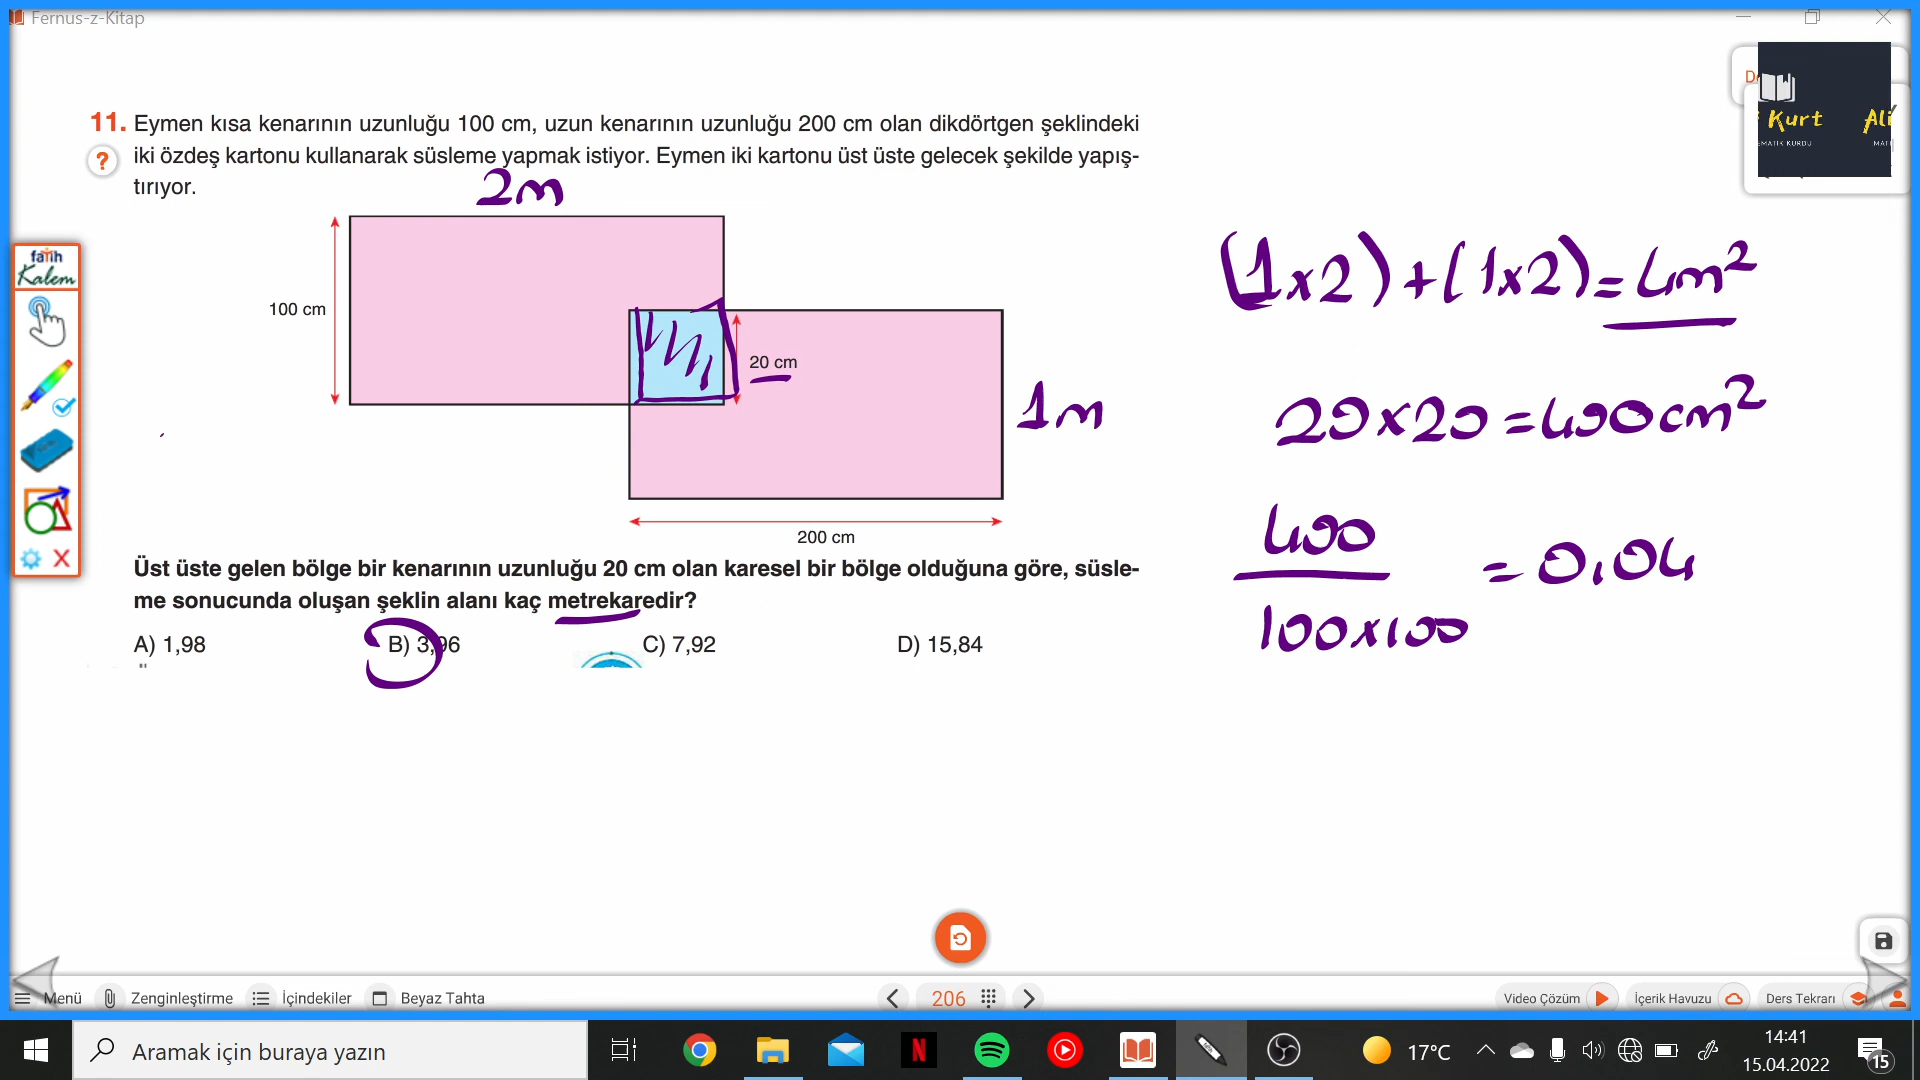 Fernus-z-Kitap
Kurt
Ali
EMATİK KURDU
MAT
11. Eymen kısa kenarının uzunluğu 100 cm, uzun kenarının uzunluğu 200 cm olan dikdörtgen şeklindeki
? iki özdeş kartonu kullanarak süsleme yapmak istiyor. Eymen iki kartonu üst üste gelecek şekilde yapış-
tırıyor.
2m
100 cm
20 cm
1m
200 cm
(1x2)+(1x2)=4m²
20x20=400cm²
400
100x100
=0,04
fatih
Kalem
Üst üste gelen bölge bir kenarının uzunluğu 20 cm olan karesel bir bölge olduğuna göre, süsle-
me sonucunda oluşan şeklin alanı kaç metrekaredir?
A) 1,98 B) 3,96 C) 7,92 D) 15,84
Menü Zenginleştirme İçindekiler Beyaz Tahta 206 Video Çözüm İçerik Havuzu Ders Tekrarı
Aramak için buraya yazın
N
17°C
14:41
15.04.2022
15